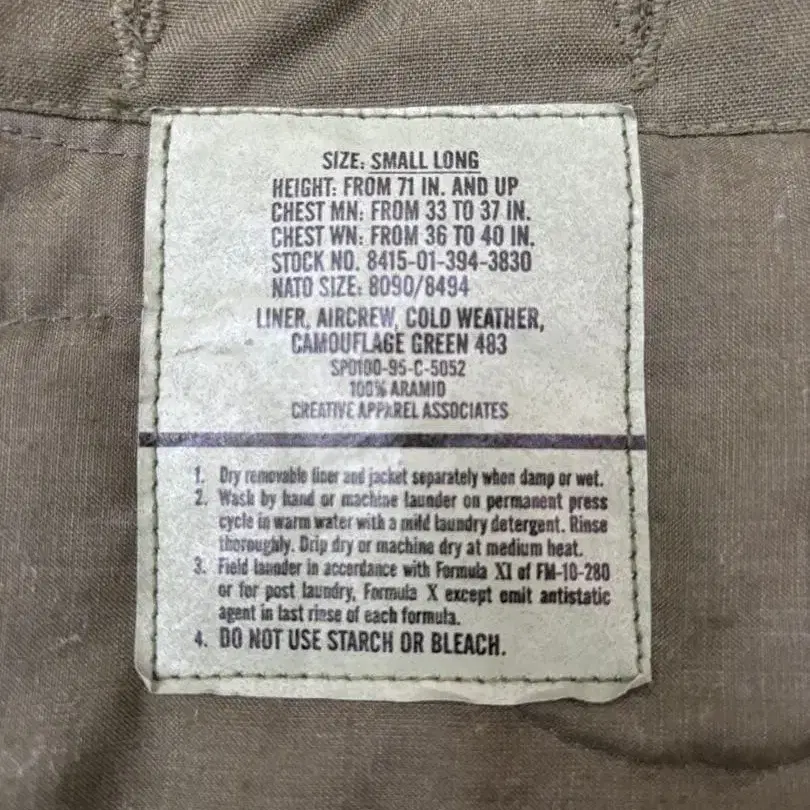 SIZE: SMALL LONG
HEIGHT: FROM 71 IN. AND UP
CHEST MN: FROM 33 TO 37 IN.
CHEST WN: FROM 36 TO 40 IN.
STOCK NO. 8415-01-394-3830
NATO SIZE: 8090/8494
LINER, AIRCREW, COLD WEATHER,
CAMOUFLAGE GREEN 483
SPO100-95-C-5052
100% ARAMID
CREATIVE APPAREL ASSOCIATES
1. Dry removable liner and jacket separately when damp or wet.
2. Wash by hand or machine launder on permanent press
cycle in warm water with a mild laundry detergent. Rinse
thoroughly. Drip dry or machine dry at medium heat.
3. Field launder in accordance with Formula XI of FM-10-280
or for post laundry, Formula X except omit antistatic
agent in last rinse of each formula.
4. DO NOT USE STARCH OR BLEACH.